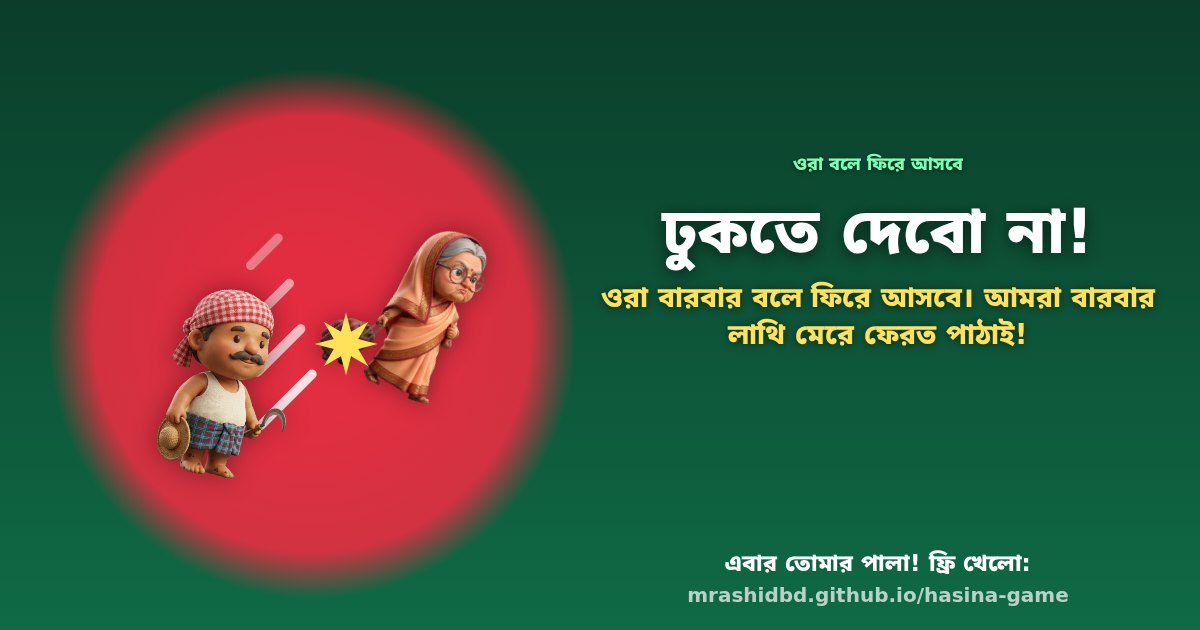 ওরা বলে ফিরে আসবে
ঢুকতে দেবো না!
ওরা বারবার বলে ফিরে আসবে। আমরা বারবার
লাথি মেরে ফেরত পাঠাই!
এবার তোমার পালা! ফ্রি খেলো:
mrashidbd.github.io/hasina-game